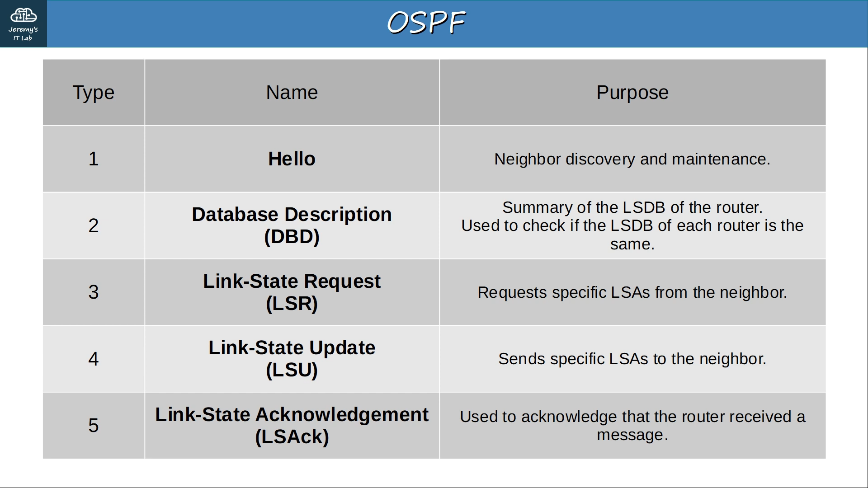 Jeremy's
IT Lab
OSPF
Type
Name
Purpose
1
Hello
Neighbor discovery and maintenance.
2
Database Description
(DBD)
Summary of the LSDB of the router.
Used to check if the LSDB of each router is the
same.
3
Link-State Request
(LSR)
Requests specific LSAs from the neighbor.
4
Link-State Update
(LSU)
Sends specific LSAs to the neighbor.
5
Link-State Acknowledgement
(LSAck)
Used to acknowledge that the router received a
message.